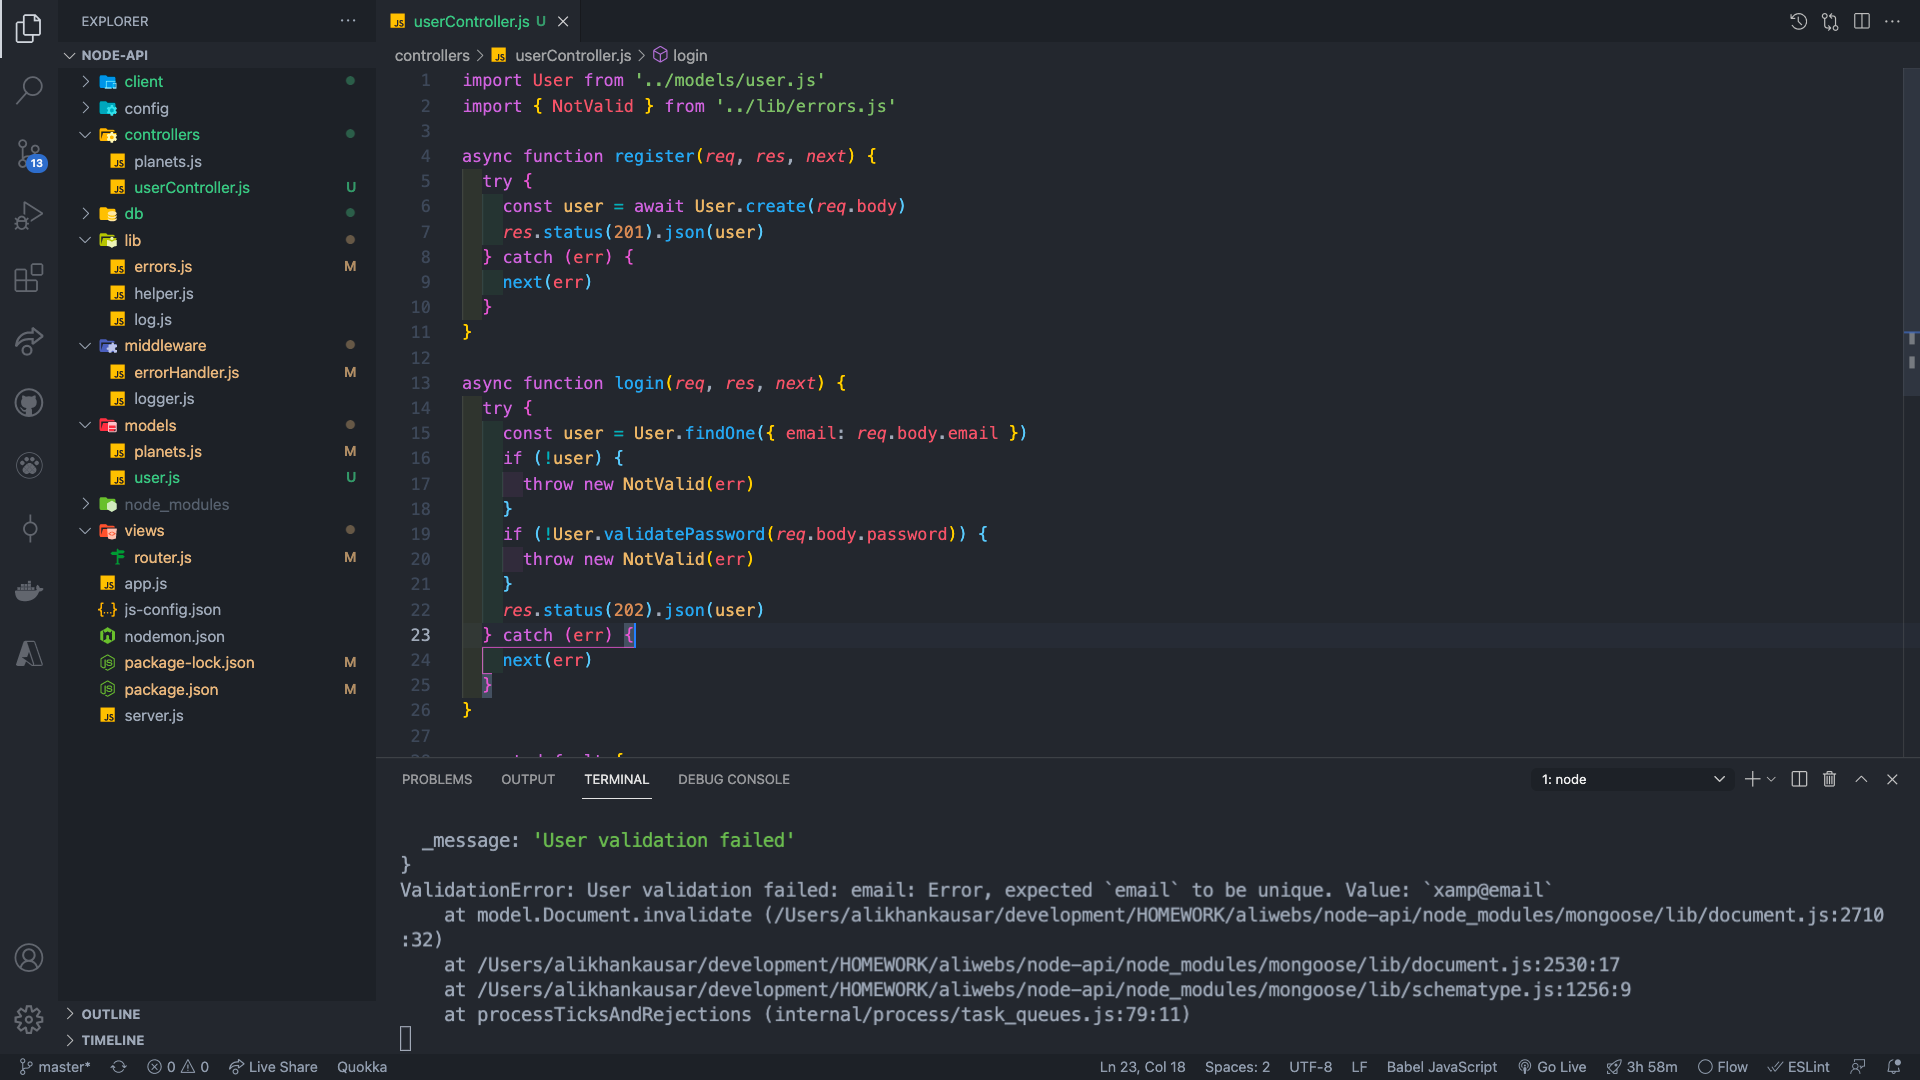 EXPLORER
NODE-API
client
config
controllers
planets.js
userController.js U
db
lib
errors.js M
helper.js
log.js
middleware
errorHandler.js M
logger.js
models
planets.js M
user.js U
node_modules
views
router.js M
app.js
{...} js-config.json
nodemon.json
package-lock.json M
package.json M
server.js
OUTLINE
TIMELINE
13
userController.js U
controllers > userController.js > login
1 import User from '../models/user.js'
2 import { NotValid } from '../lib/errors.js'
3
4 async function register(req, res, next) {
5 try {
6 const user = await User.create(req.body)
7 res.status(201).json(user)
8 } catch (err) {
9 next(err)
10 }
11 }
12
13 async function login(req, res, next) {
14 try {
15 const user = User.findOne({ email: req.body.email })
16 if (!user) {
17 throw new NotValid(err)
18 }
19 if (!User.validatePassword(req.body.password)) {
20 throw new NotValid(err)
21 }
22 res.status(202).json(user)
23 } catch (err) {
24 next(err)
25 }
26 }
27
PROBLEMS OUTPUT TERMINAL DEBUG CONSOLE 1: node
_message: 'User validation failed'
}
ValidationError: User validation failed: email: Error, expected `email` to be unique. Value: `xamp@email`
at model.Document.invalidate (/Users/alikhankausar/development/HOMEWORK/aliwebs/node-api/node_modules/mongoose/lib/document.js:2710
:32)
at /Users/alikhankausar/development/HOMEWORK/aliwebs/node-api/node_modules/mongoose/lib/document.js:2530:17
at /Users/alikhankausar/development/HOMEWORK/aliwebs/node-api/node_modules/mongoose/lib/schematype.js:1256:9
at processTicksAndRejections (internal/process/task_queues.js:79:11)
master* 0 0 Live Share Quokka Ln 23, Col 18 Spaces: 2 UTF-8 LF Babel JavaScript Go Live 3h 58m Flow ESLint